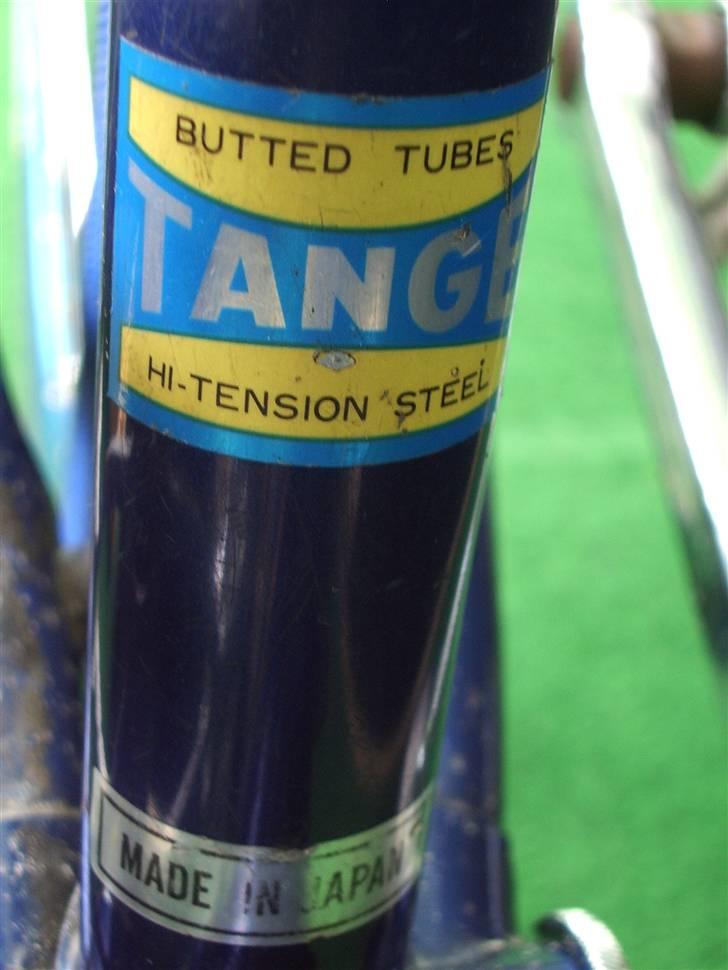 BUTTED TUBES
TANGE
HI-TENSION STEEL
MADE IN JAPAN